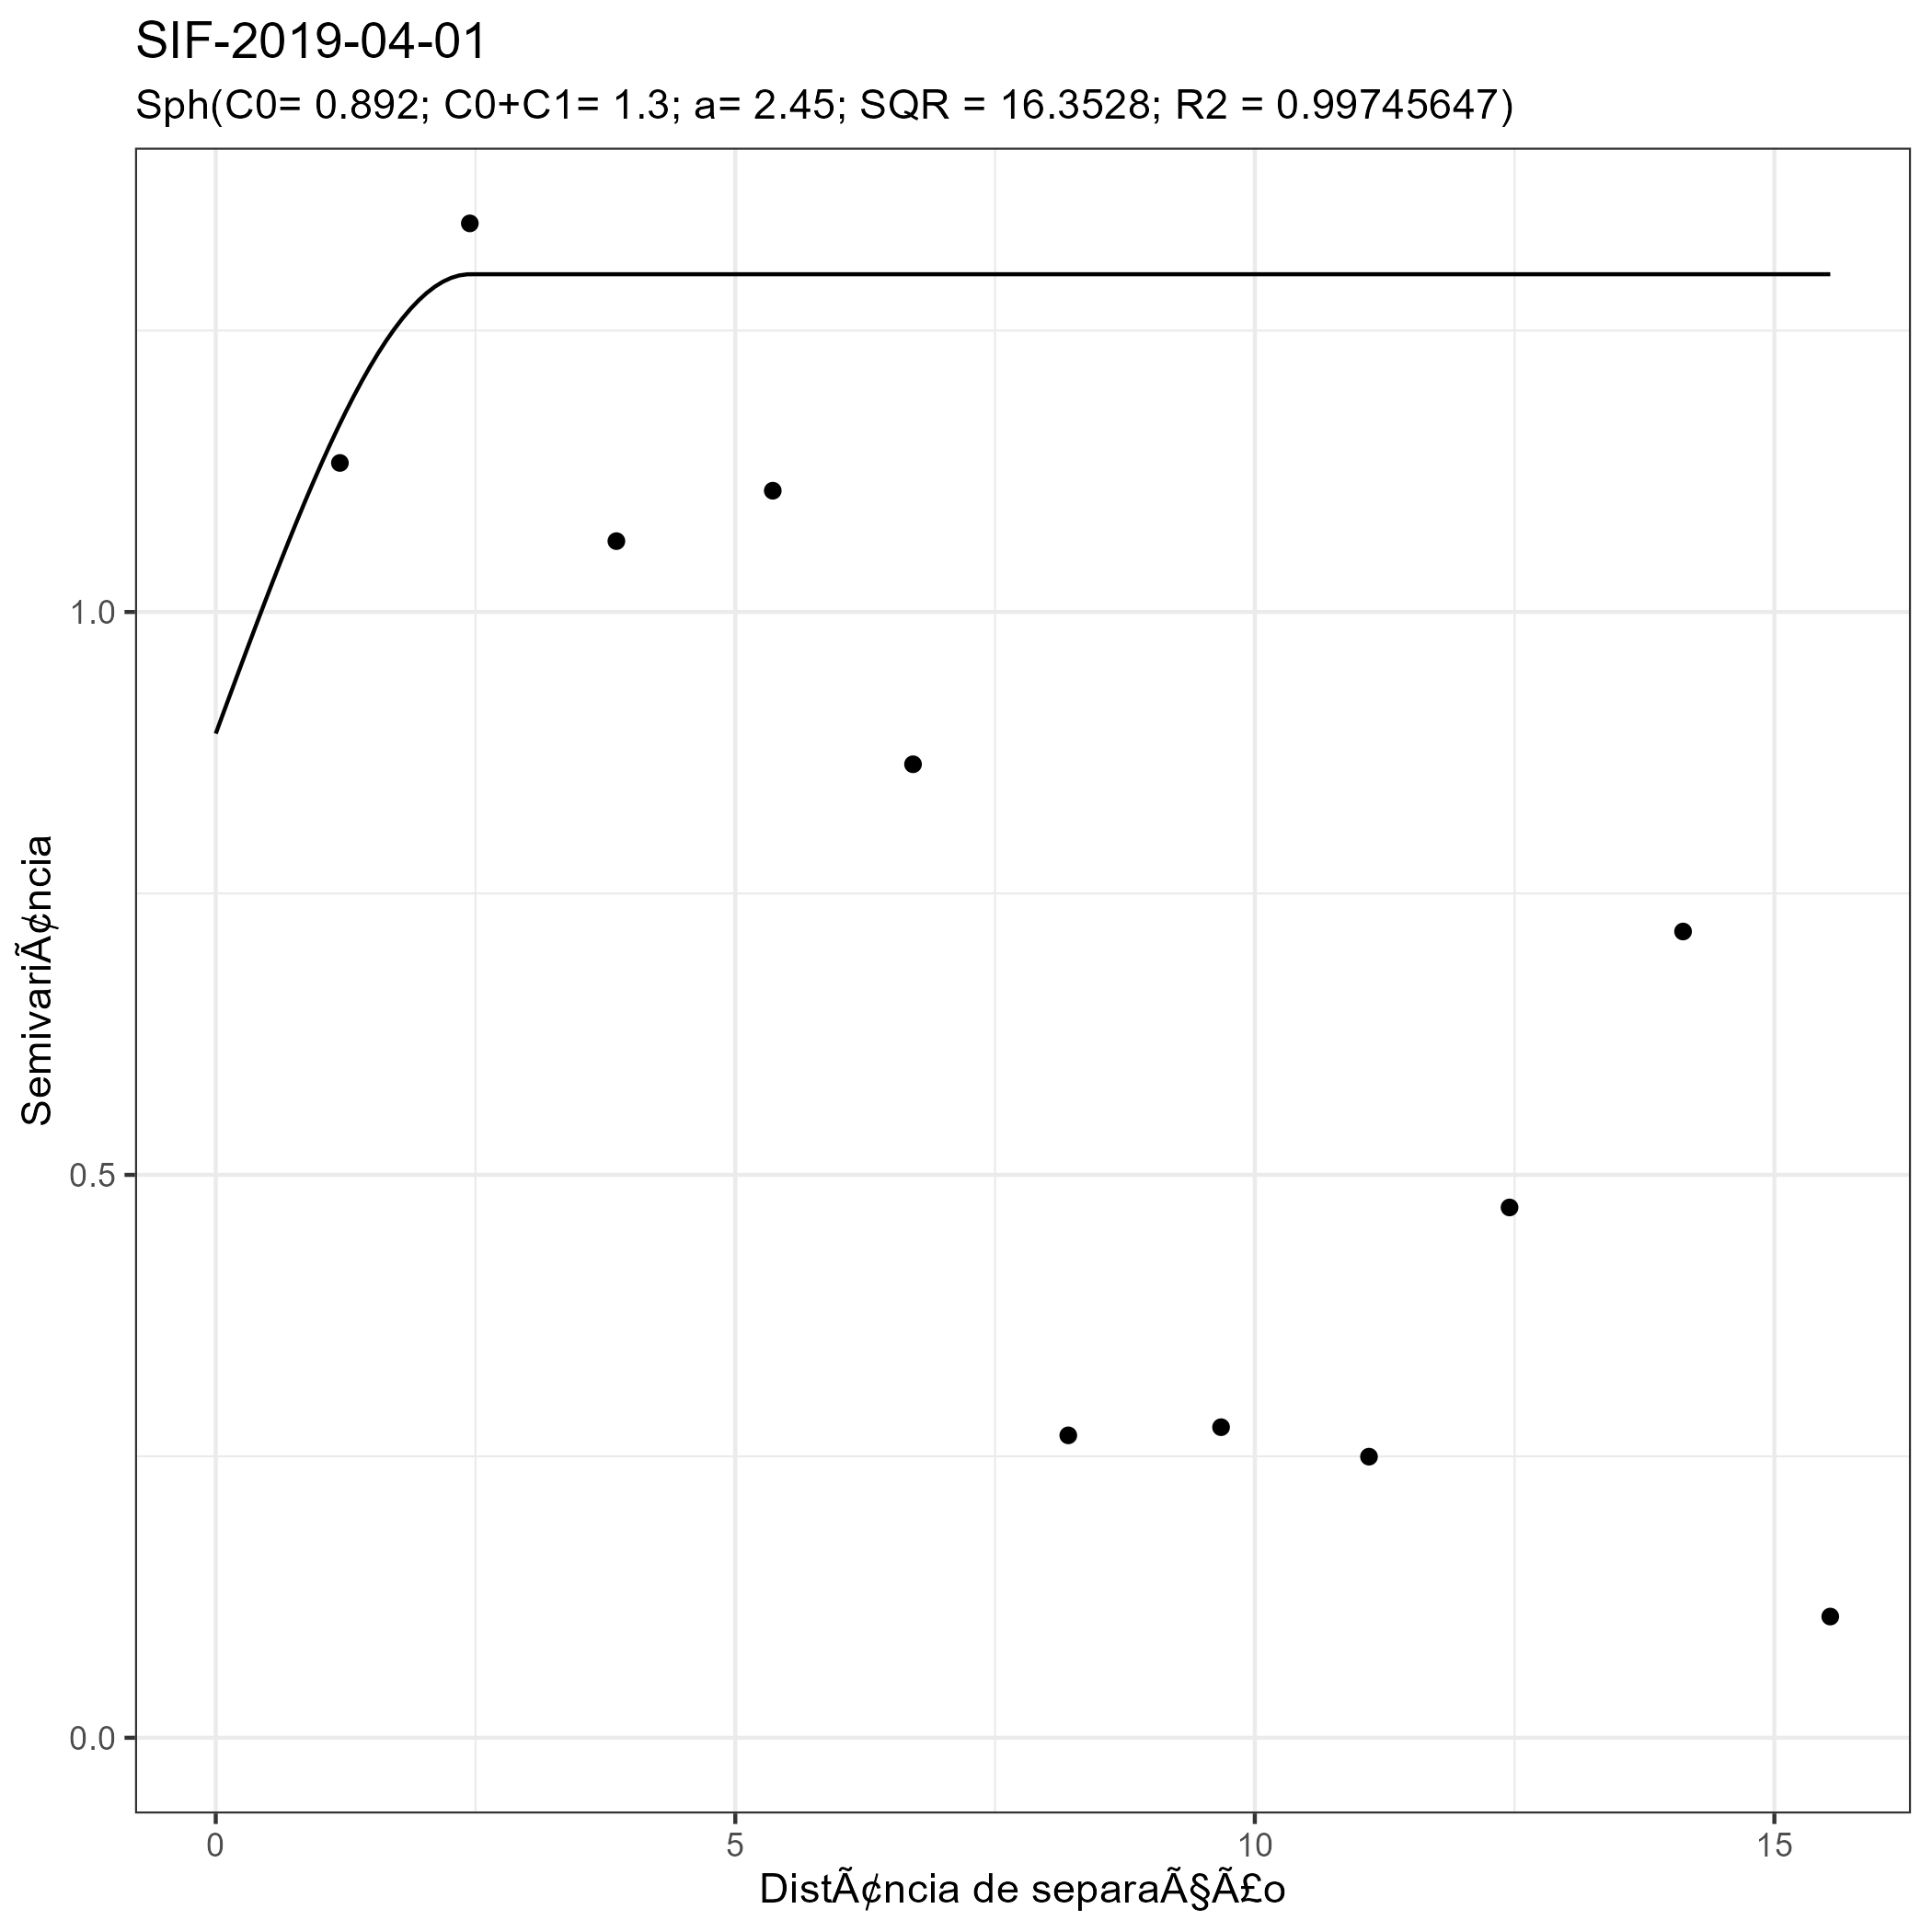 SIF-2019-04-01
Sph(C0= 0.892; C0+C1= 1.3; a= 2.45; SQR = 16.3528; R2 = 0.99745647)
SemivariÃ¢ncia
1.0
0.5
0.0
0 5 10 15
DistÃ¢ncia de separaÃ§Ã£o